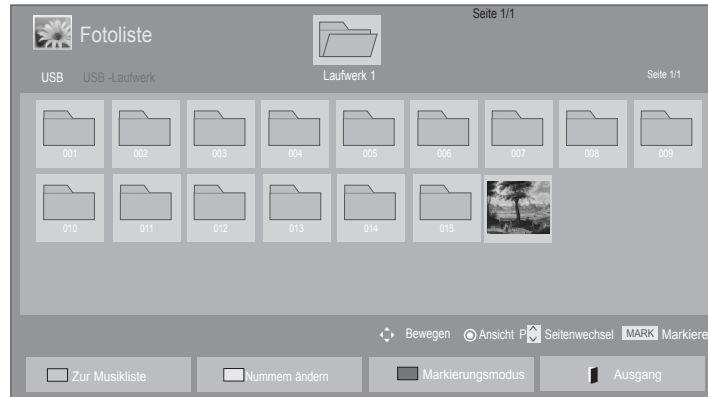 Seite 1/1
Fotoliste
Laufwerk 1
USB USB -Laufwerk
Seite 1/1
001 002 003 004 005 006 007 008 009
010 011 012 013 014 015
Bewegen Ansicht P Seitenwechsel MARK Markiere
Zur Musikliste Nummern ändern Markierungsmodus Ausgang